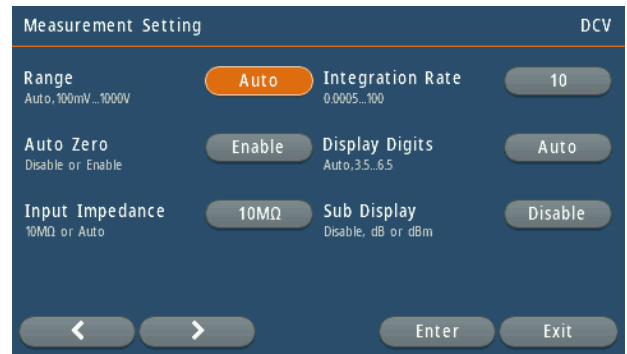 Measurement Setting DCV
Range Auto Integration Rate 10
Auto,100mV...1000V 0.0005...100
Auto Zero Enable Display Digits Auto
Disable or Enable Auto,3.5...6.5
Input Impedance 10MΩ Sub Display Disable
10MΩ or Auto Disable, dB or dBm
Enter Exit